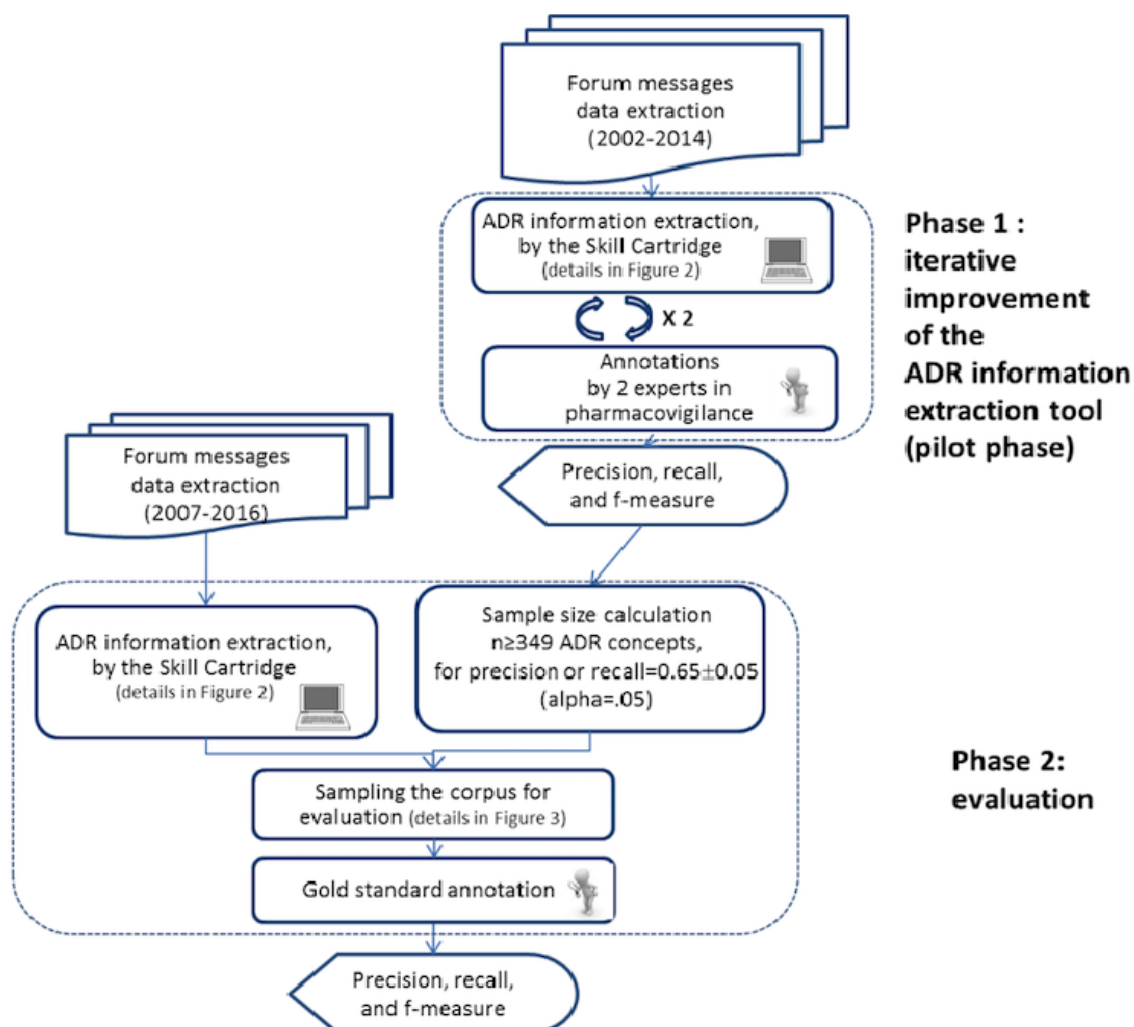 Forum messages
data extraction
(2002-2014)
ADR information extraction,
by the Skill Cartridge
(details in Figure 2)
X 2
Annotations
by 2 experts in
pharmacovigilance
Phase 1 :
iterative
improvement
of the
ADR information
extraction tool
(pilot phase)
Precision, recall,
and f-measure
Forum messages
data extraction
(2007-2016)
ADR information extraction,
by the Skill Cartridge
(details in Figure 2)
Sample size calculation
n≥349 ADR concepts,
for precision or recall=0.65±0.05
(alpha=.05)
Sampling the corpus for
evaluation (details in Figure 3)
Gold standard annotation
Phase 2:
evaluation
Precision, recall,
and f-measure